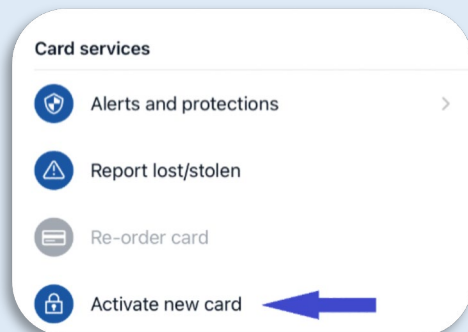 Card services
Alerts and protections
Report lost/stolen
Re-order card
Activate new card